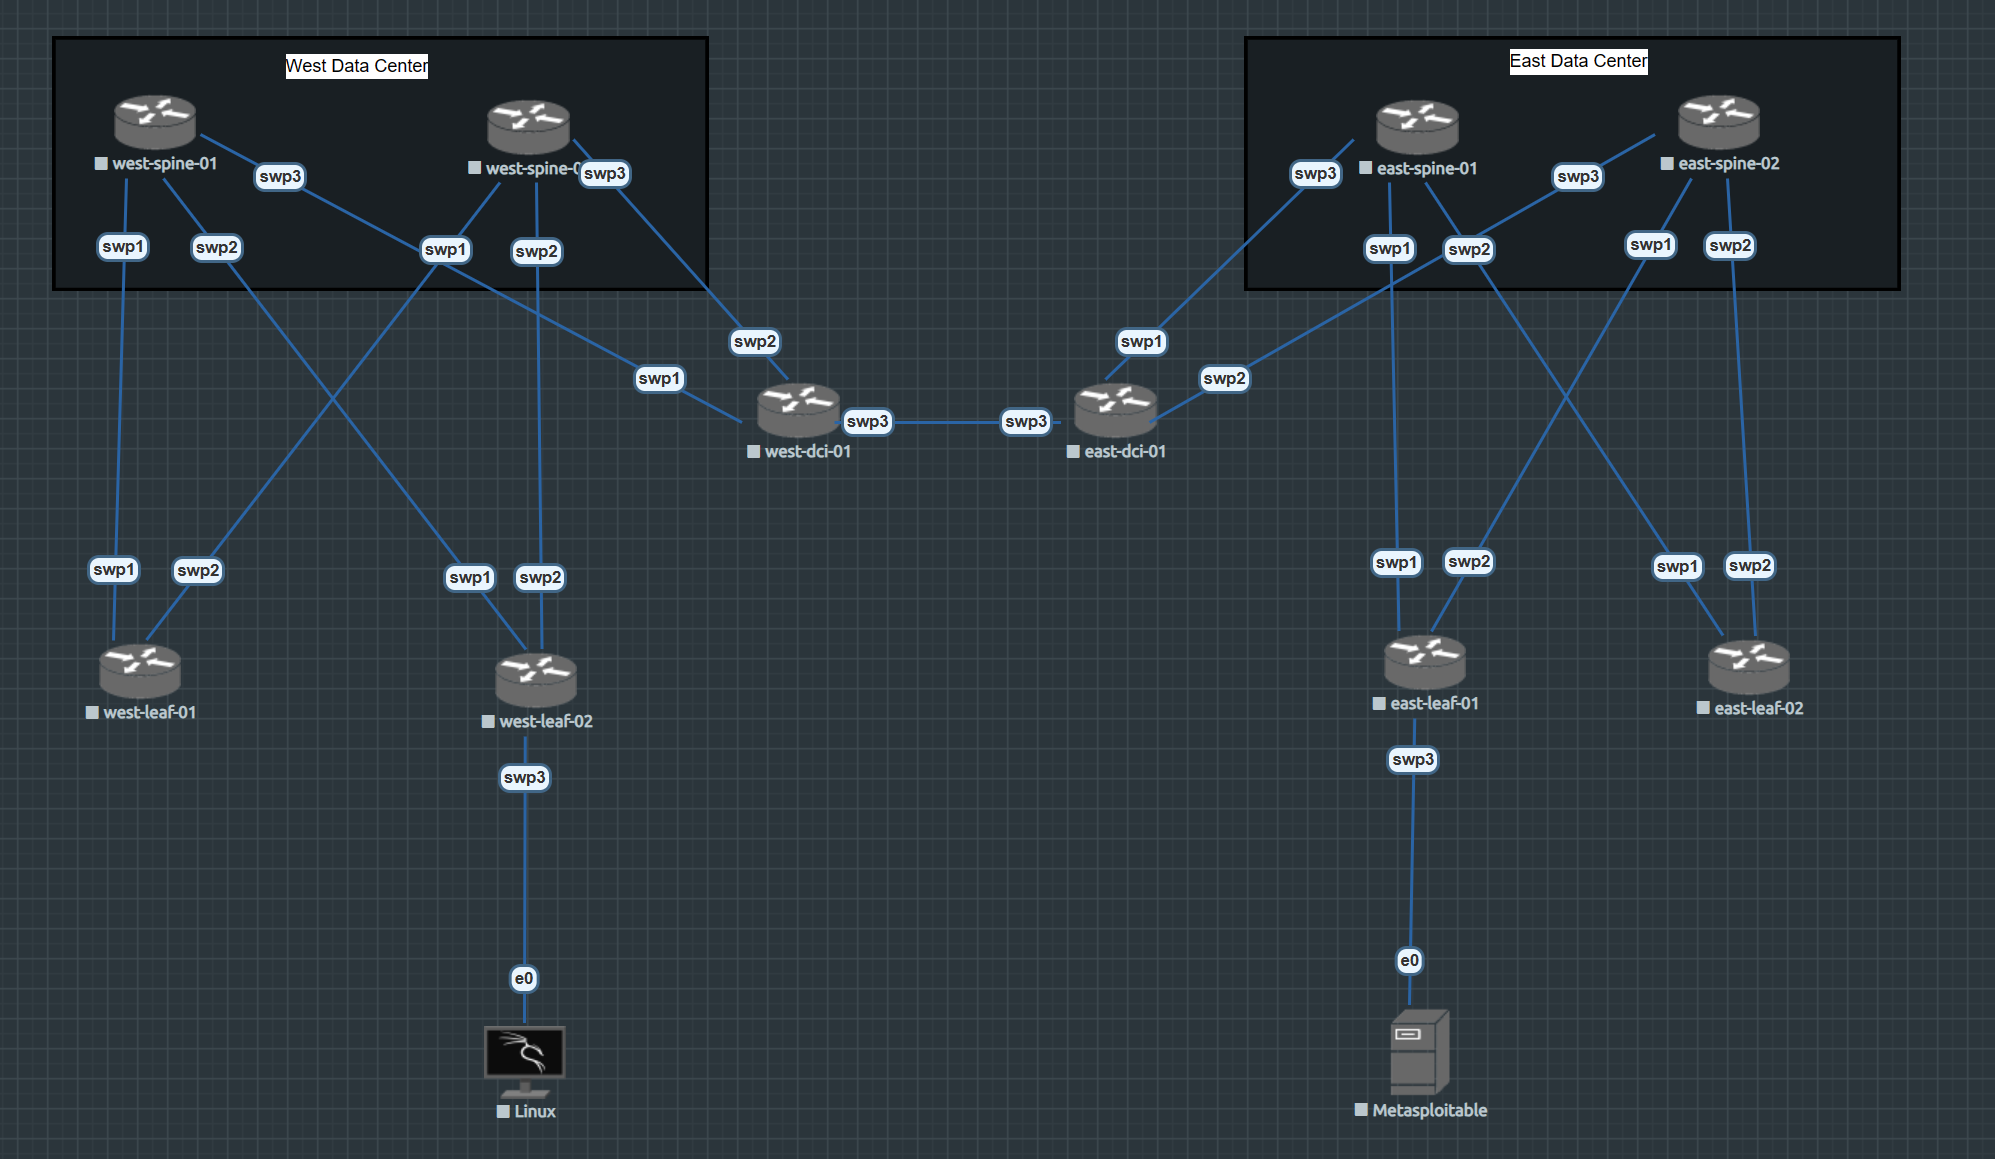 West Data Center
East Data Center
west-spine-01
west-spine-0
east-spine-01
east-spine-02
swp3
swp3
swp3
swp3
swp1
swp2
swp1
swp2
swp1
swp2
swp1
swp2
swp1
swp2
swp1
swp2
swp3
swp3
west-dci-01
east-dci-01
swp1
swp2
swp1
swp2
swp1
swp2
swp1
swp2
west-leaf-01
west-leaf-02
east-leaf-01
east-leaf-02
swp3
swp3
e0
e0
Linux
Metasploitable